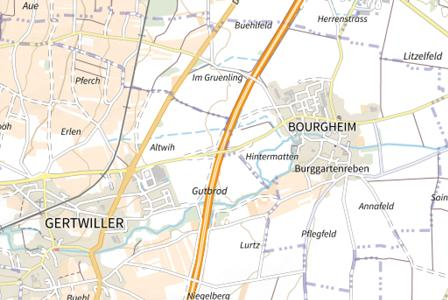 Aue
Buehlfeld
Herrenstrass
Litzelfeld
Im Gruenling
Pferch
Erlen
BOURGHEIM
Altwih
Hintermatten
Burggartenreben
Gutbrod
Annafeld
GERTWILLER
Pflegfeld
Lurtz
Buehl
Niegelberg